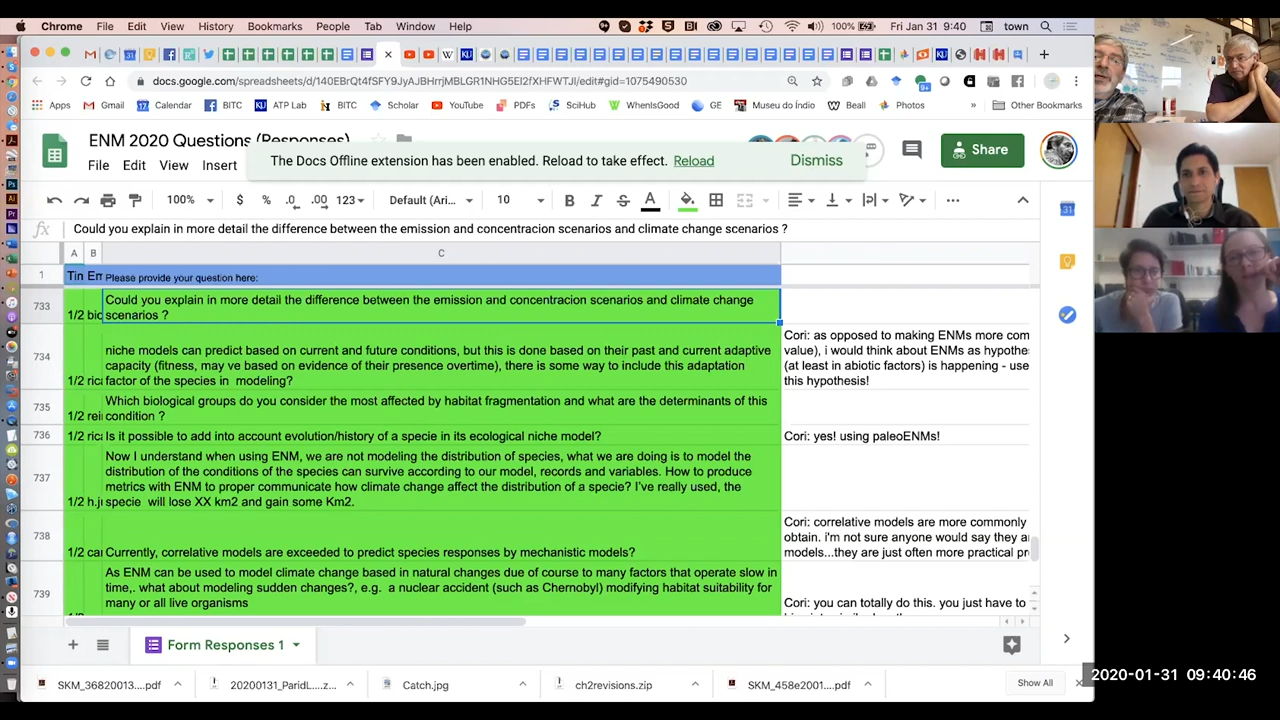 Chrome File Edit View History Bookmarks People Tab Window Help 100% Fri Jan 31 9:40 town
docs.google.com/spreadsheets/d/
Apps Gmail Calendar BITC ATP Lab BITC Scholar YouTube PDFs SciHub WhenIsGood GE Museu do Índio Beall Photos » Other Bookmarks
ENM 2020 Questions (Responses)
The Docs Offline extension has been enabled. Reload to take effect. Reload Dismiss
Share
File Edit View Insert
100% $ % .0 .00 123 Default (Ari... 10 B I S A
fx Could you explain in more detail the difference between the emission and concentracion scenarios and climate change scenarios ?
A B C
1 Tin Em Please provide your question here:
733 1/2 Could you explain in more detail the difference between the emission and concentracion scenarios and climate change
scenarios ?
734 1/2 niche models can predict based on current and future conditions, but this is done based on their past and current adaptive
capacity (fitness, may ve based on evidence of their presence overtime), there is some way to include this adaptation
factor of the species in modeling?
Cori: as opposed to making ENMs more com
value), i would think about ENMs as hypothe
(at least in abiotic factors) is happening - use
this hypothesis!
735 1/2 Which biological groups do you consider the most affected by habitat fragmentation and what are the determinants of this
condition ?
736 1/2 Is it possible to add into account evolution/history of a specie in its ecological niche model?
Cori: yes! using paleoENMs!
737 1/2 Now I understand when using ENM, we are not modeling the distribution of species, what we are doing is to model the
distribution of the conditions of the species can survive according to our model, records and variables. How to produce
metrics with ENM to proper communicate how climate change affect the distribution of a specie? I've really used, the
specie will lose XX km2 and gain some Km2.
738 1/2 Currently, correlative models are exceeded to predict species responses by mechanistic models?
Cori: correlative models are more commonly
obtain. i'm not sure anyone would say they a
models...they are just often more practical pr
739 As ENM can be used to model climate change based in natural changes due of course to many factors that operate slow in
time,. what about modeling sudden changes?, e.g. a nuclear accident (such as Chernobyl) modifying habitat suitability for
many or all live organisms
Cori: you can totally do this. you just have to
Form Responses 1
SKM_36820013....pdf 20200131_ParidL....z... Catch.jpg ch2revisions.zip SKM_458e2001....pdf Show All
2020-01-31 09:40:46